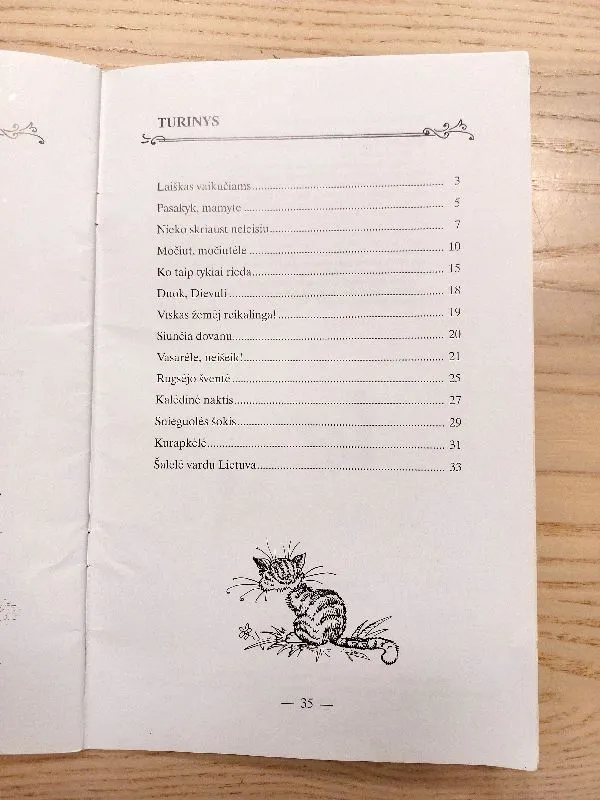 TURINYS
Laiškas vaikučiams 3
Pasakyk, mamyte 5
Nieko skriaust neleisiu 7
Močiut, močiutėle 10
Ko taip tykiai rieda 15
Duok, Dievuli 18
Viskas žemėj reikalinga! 19
Siunčia dovanų 20
Vasarėle, neišeik! 21
Rugsėjo šventė 25
Kalėdinė naktis 27
Snieguolės šokis 29
Kurapkėlė 31
Šalelė vardu Lietuva 33
— 35 —